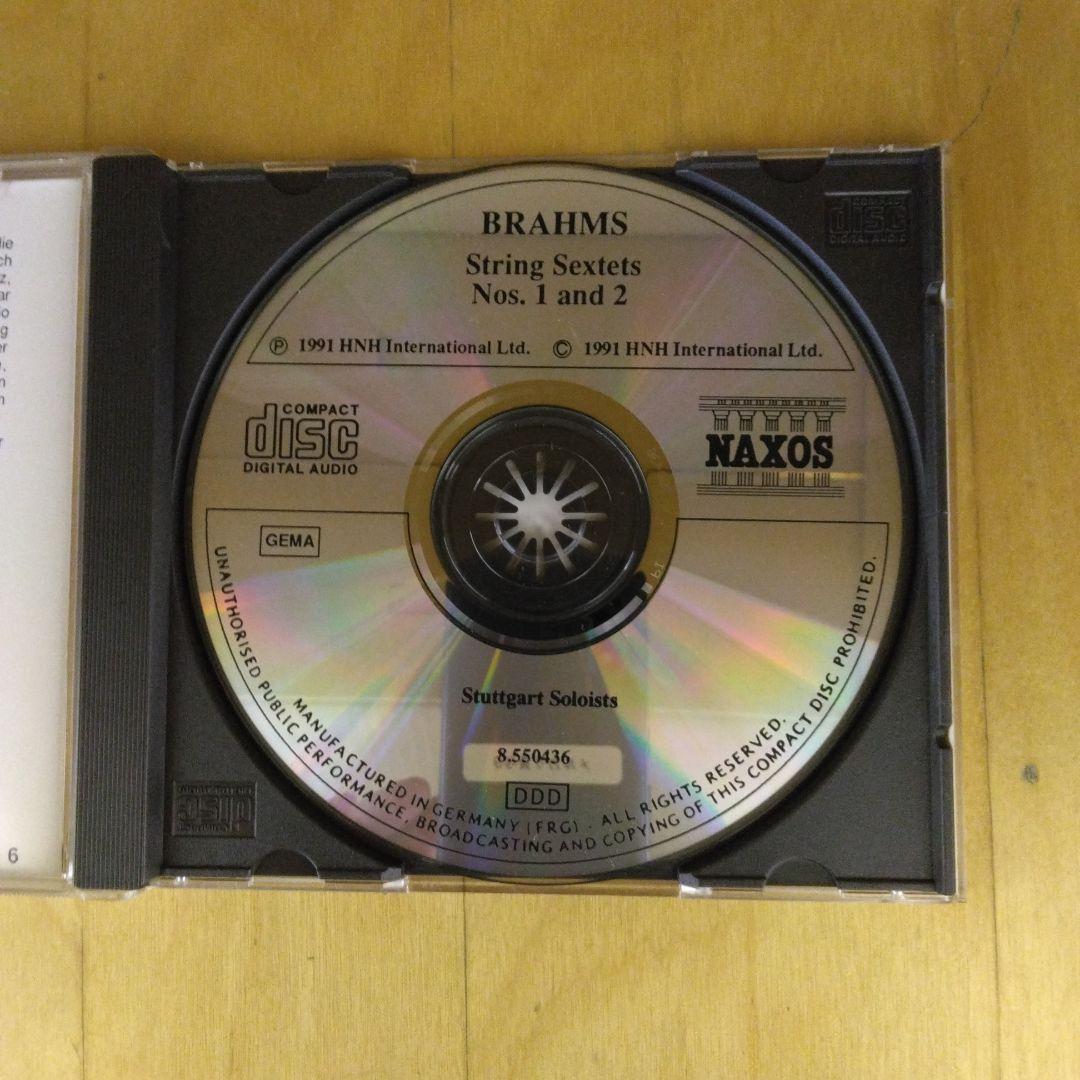 BRAHMS
String Sextets
Nos. 1 and 2
Ⓟ 1991 HNH International Ltd. © 1991 HNH International Ltd.
COMPACT
disc
DIGITAL AUDIO
NAXOS
GEMA
Stuttgart Soloists
8.550436
DDD
MANUFACTURED IN GERMANY (FRG) . ALL RIGHTS RESERVED.
UNAUTHORISED PUBLIC PERFORMANCE, BROADCASTING AND COPYING OF THIS COMPACT DISC PROHIBITED.
COMPACT
disc
DIGITAL AUDIO
6